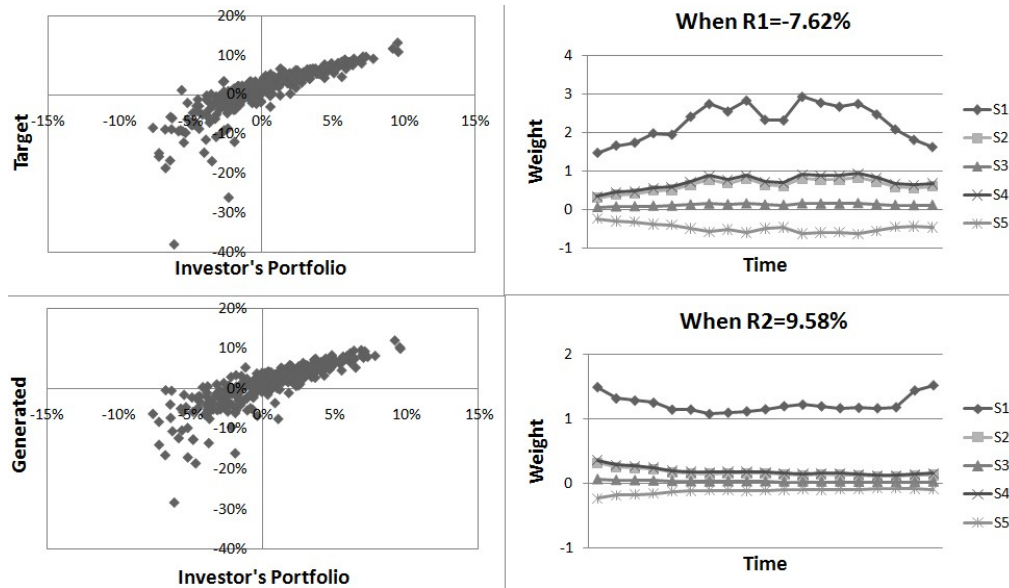 20%
10%
0%
-15% -10% -5% 0% 5% 10% 15%
-10%
-20%
-30%
-40%
Target
Investor's Portfolio
When R1=-7.62%
4
3
2
1
0
-1
Weight
Time
S1
S2
S3
S4
S5
20%
10%
0%
-15% -10% -5% 0% 5% 10% 15%
-10%
-20%
-30%
-40%
Generated
Investor's Portfolio
When R2=9.58%
2
1
0
-1
Weight
Time
S1
S2
S3
S4
S5